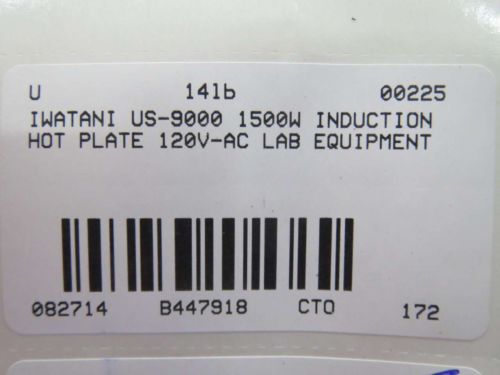 U 14lb 00225
IWATANI US-9000 1500W INDUCTION
HOT PLATE 120V-AC LAB EQUIPMENT
082714 B447918 CTO 172